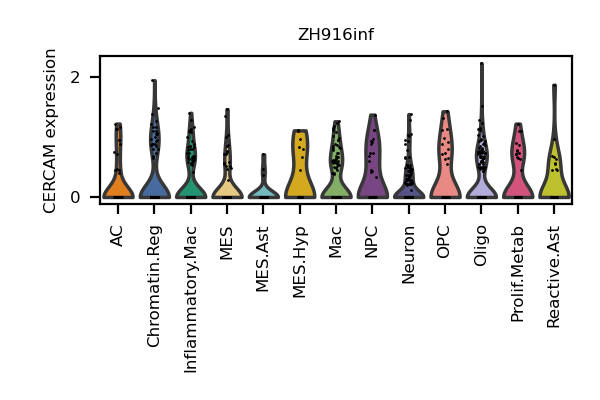 ZH916inf
CERCAM expression
2
0
AC
Chromatin.Reg
Inflammatory.Mac
MES
MES.Ast
MES.Hyp
Mac
NPC
Neuron
OPC
Oligo
Prolif.Metab
Reactive.Ast